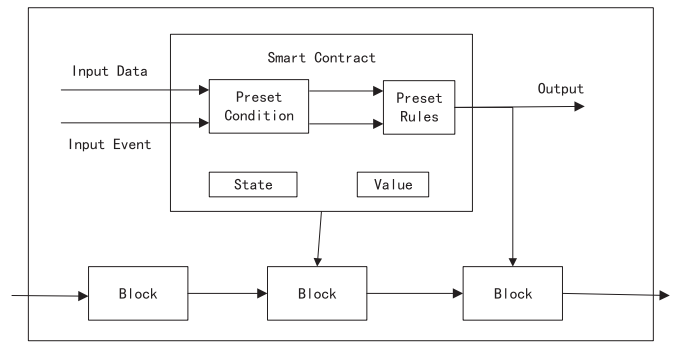 Smart Contract
Input Data
Preset
Condition
Preset
Rules
Output
Input Event
State
Value
Block
Block
Block